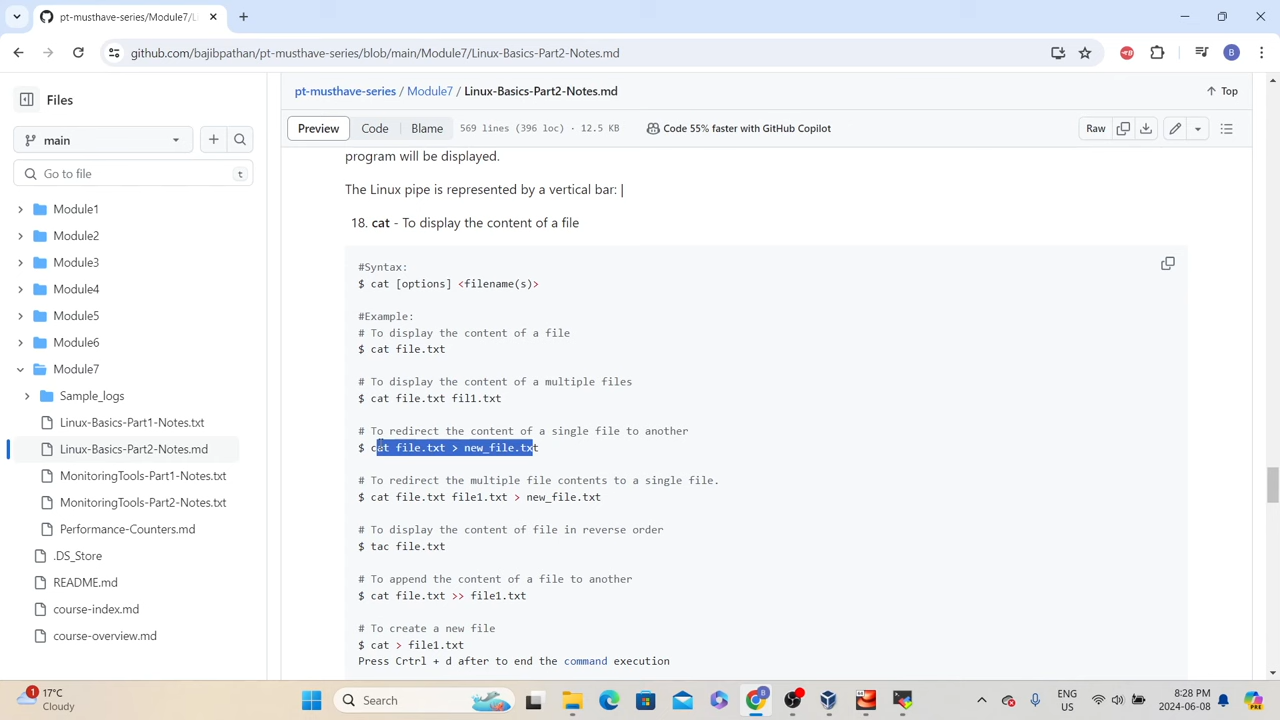 pt-musthave-series/Module7/L
github.com/bajibpathan/pt-musthave-series/blob/main/Module7/Linux-Basics-Part2-Notes.md
B
Files
pt-musthave-series / Module7 / Linux-Basics-Part2-Notes.md
Top
main
Preview Code Blame 569 lines (396 loc) · 12.5 KB Code 55% faster with GitHub Copilot Raw
Go to file t
program will be displayed.
The Linux pipe is represented by a vertical bar: |
18. cat - To display the content of a file
Module1
Module2
Module3
Module4
Module5
Module6
Module7
Sample_logs
Linux-Basics-Part1-Notes.txt
Linux-Basics-Part2-Notes.md
MonitoringTools-Part1-Notes.txt
MonitoringTools-Part2-Notes.txt
Performance-Counters.md
.DS_Store
README.md
course-index.md
course-overview.md
#Syntax:
$ cat [options] <filename(s)>
#Example:
# To display the content of a file
$ cat file.txt
# To display the content of a multiple files
$ cat file.txt fil1.txt
# To redirect the content of a single file to another
$ cat file.txt > new_file.txt
# To redirect the multiple file contents to a single file.
$ cat file.txt file1.txt > new_file.txt
# To display the content of file in reverse order
$ tac file.txt
# To append the content of a file to another
$ cat file.txt >> file1.txt
# To create a new file
$ cat > file1.txt
Press Crtrl + d after to end the command execution
1
17°C
Cloudy
Search
8
ENG
US
8:28 PM
2024-06-08
PRE